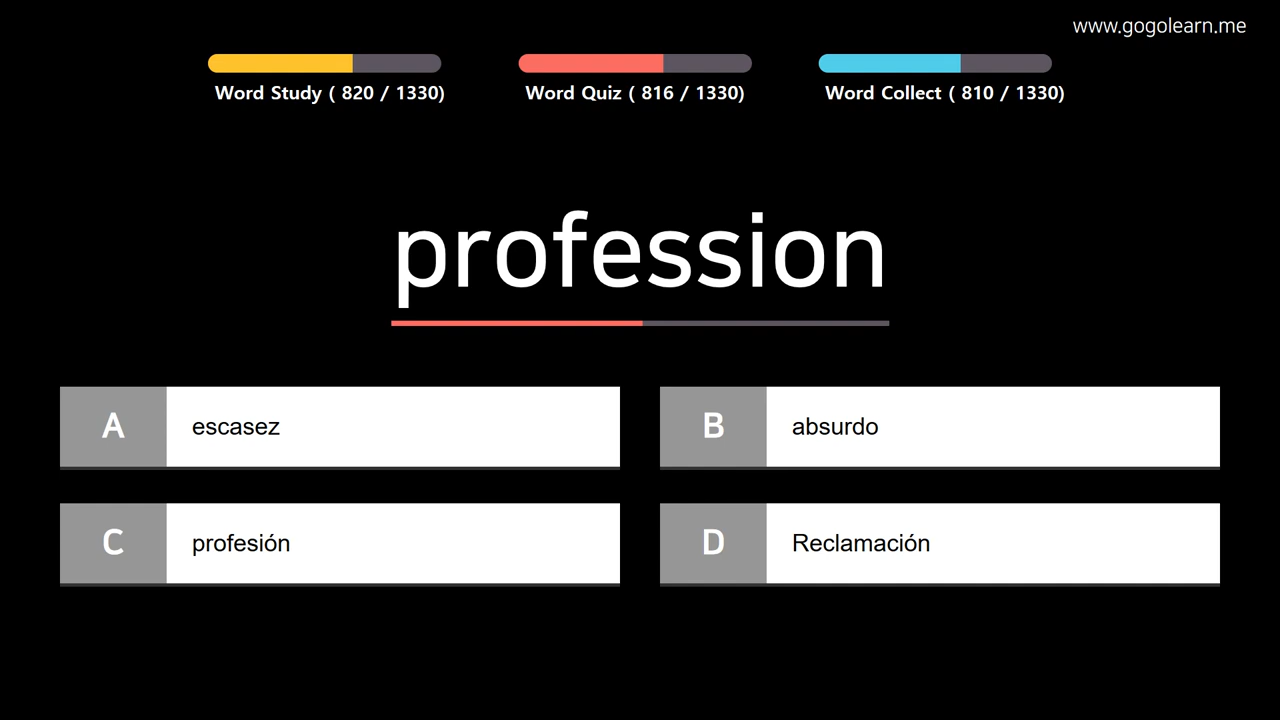 www.gogolearn.me
Word Study ( 820 / 1330)
Word Quiz ( 816 / 1330)
Word Collect ( 810 / 1330)
profession
A
escasez
B
absurdo
C
profesión
D
Reclamación